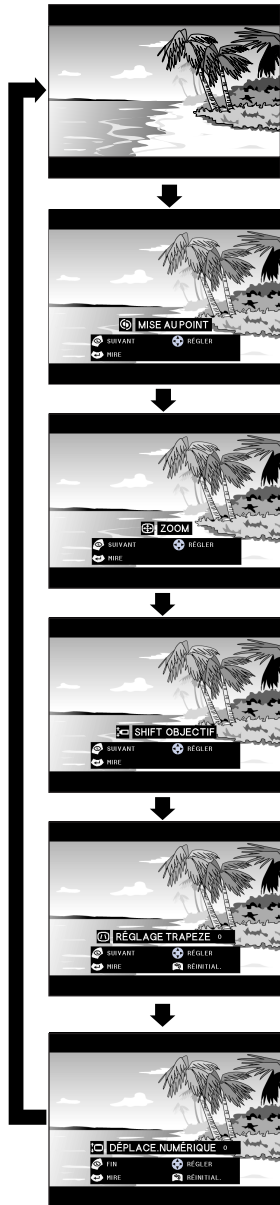 MISE AU POINT
SUIVANT RÉGLER
MIRE
ZOOM
SUIVANT RÉGLER
MIRE
SHIFT OBJECTIF
SUIVANT RÉGLER
MIRE
RÉGLAGE TRAPEZE 0
SUIVANT RÉGLER
MIRE RÉINITIAL.
DÉPLACE.NUMÉRIQUE 0
FIN RÉGLER
MIRE RÉINITIAL.